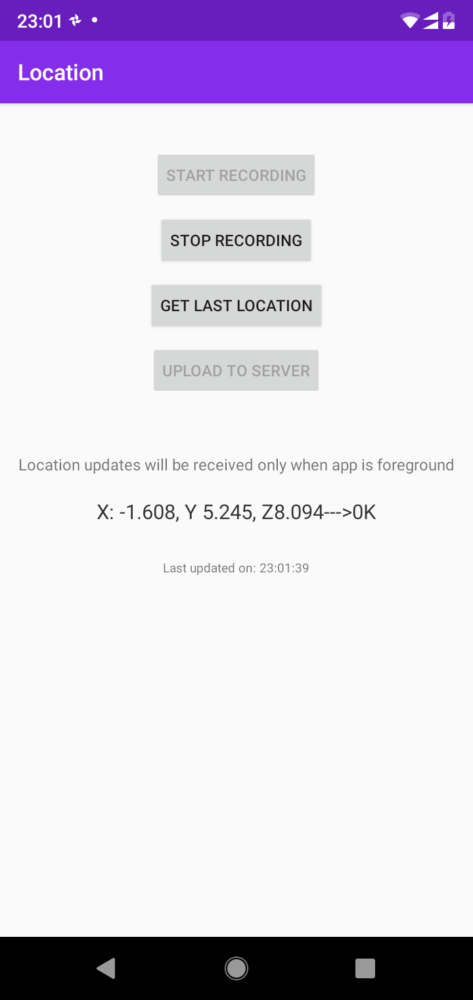 23:01
Location
START RECORDING
STOP RECORDING
GET LAST LOCATION
UPLOAD TO SERVER
Location updates will be received only when app is foreground
X: -1.608, Y 5.245, Z8.094--->0K
Last updated on: 23:01:39